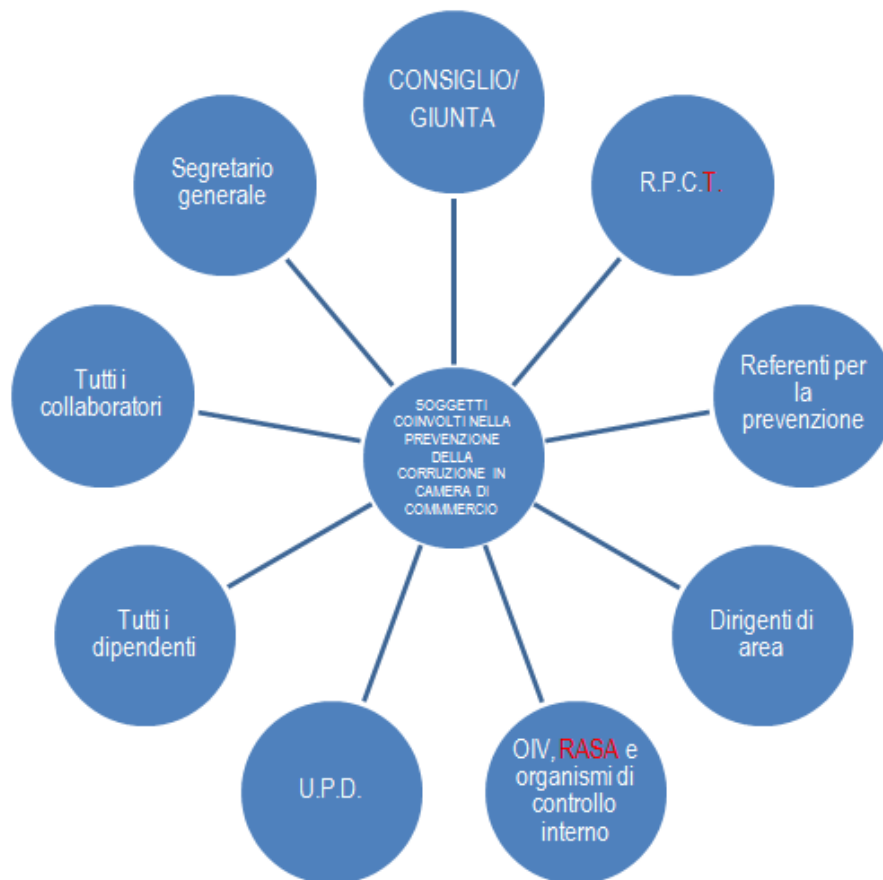 CONSIGLIO/
GIUNTA
R.P.C.T.
Referenti per
la
prevenzione
Dirigenti di
area
OIV, RASA e
organismi di
controllo
interno
U.P.D.
Tutti i
dipendenti
Tutti i
collaboratori
Segretario
generale
SOGGETTI
COINVOLTI NELLA
PREVENZIONE
DELLA
CORRUZIONE IN
CAMERA DI
COMMMERCIO